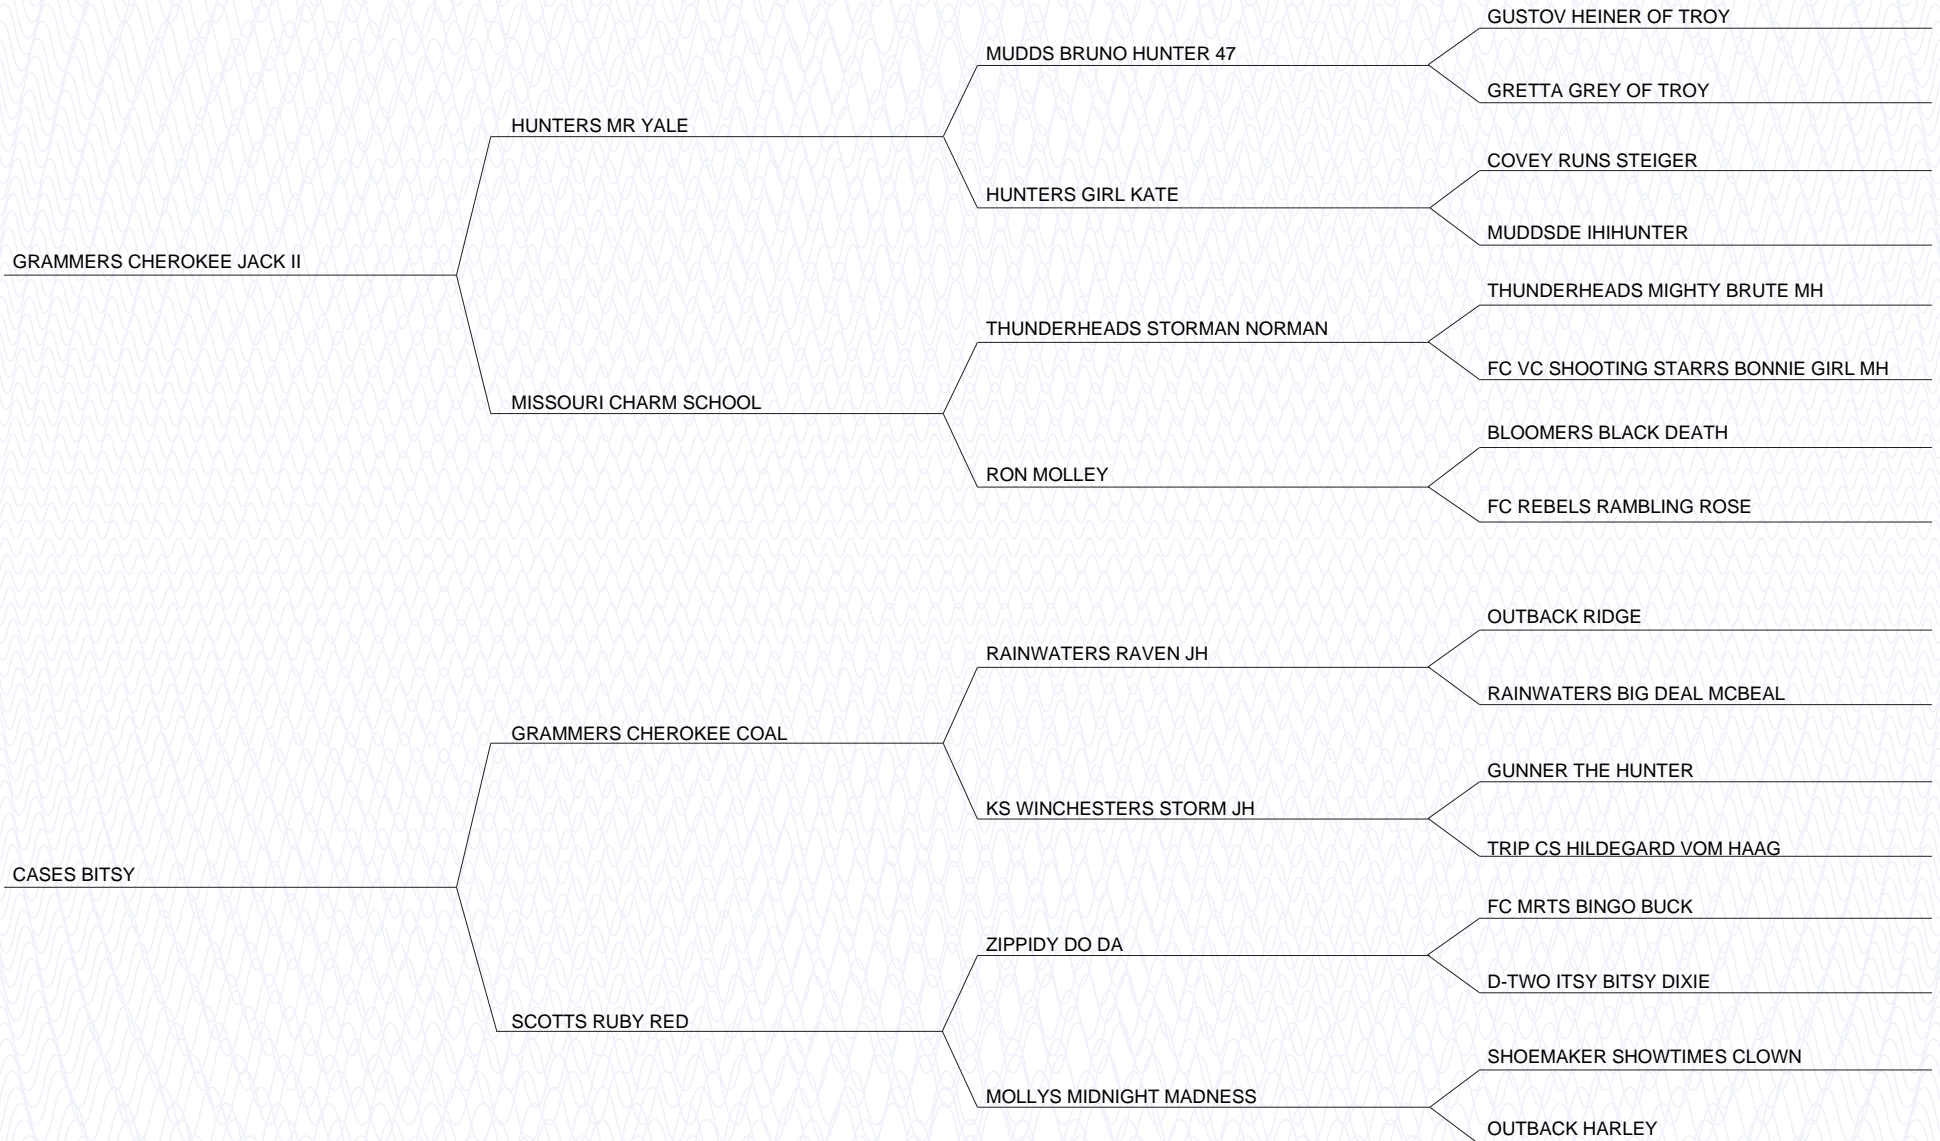 GUSTOV HEINER OF TROY
MUDDS BRUNO HUNTER 47
GRETTA GREY OF TROY
HUNTERS MR YALE
COVEY RUNS STEIGER
HUNTERS GIRL KATE
MUDDSDE IHIHUNTER
GRAMMERS CHEROKEE JACK II
THUNDERHEADS MIGHTY BRUTE MH
THUNDERHEADS STORMAN NORMAN
FC VC SHOOTING STARRS BONNIE GIRL MH
MISSOURI CHARM SCHOOL
BLOOMERS BLACK DEATH
RON MOLLEY
FC REBELS RAMBLING ROSE
OUTBACK RIDGE
RAINWATERS RAVEN JH
RAINWATERS BIG DEAL MCBEAL
GRAMMERS CHEROKEE COAL
GUNNER THE HUNTER
KS WINCHESTERS STORM JH
TRIP CS HILDEGARD VOM HAAG
CASES BITSY
FC MRTS BINGO BUCK
ZIPPIDY DO DA
D-TWO ITSY BITSY DIXIE
SCOTTS RUBY RED
SHOEMAKER SHOWTIMES CLOWN
MOLLYS MIDNIGHT MADNESS
OUTBACK HARLEY